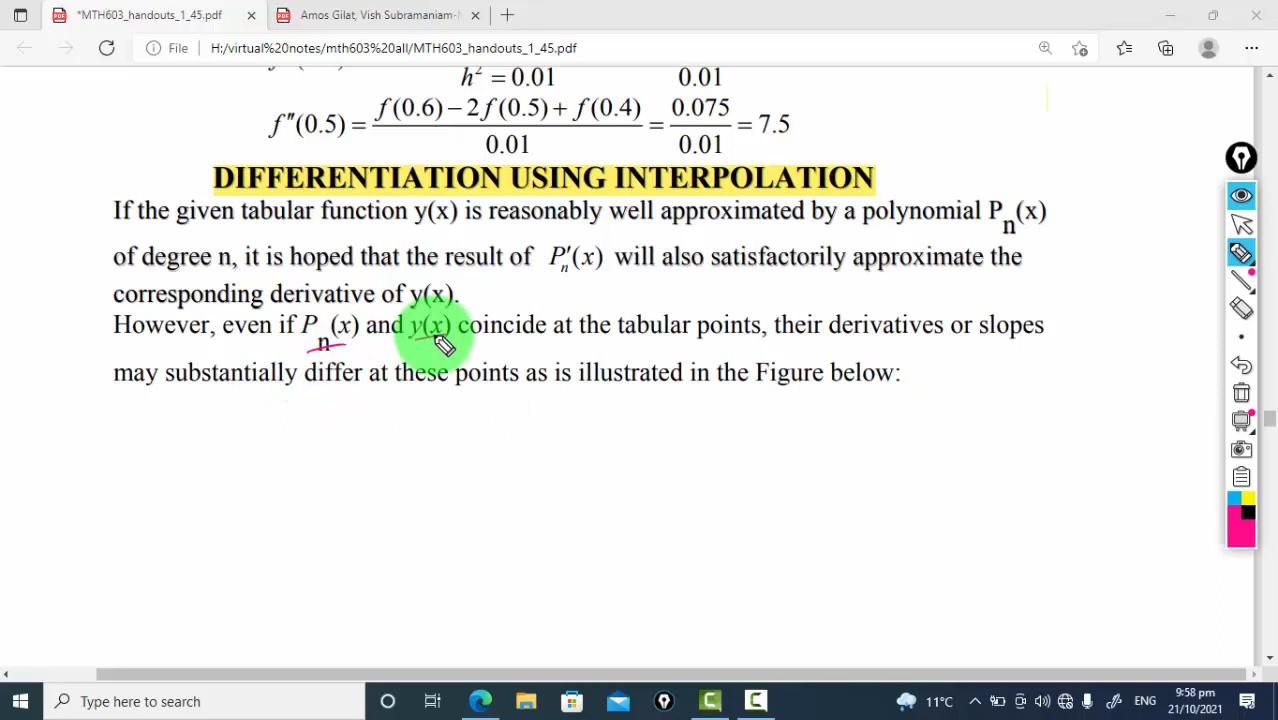 *MTH603_handouts_1_45.pdf
Amos Gilat, Vish Subramaniam-
File
H:/virtual%20notes/mth603%20all/MTH603_handouts_1_45.pdf
h² = 0.01 0.01
f″(0.5) = f(0.6) − 2f(0.5) + f(0.4) / 0.01 = 0.075 / 0.01 = 7.5
DIFFERENTIATION USING INTERPOLATION
If the given tabular function y(x) is reasonably well approximated by a polynomial Pn(x)
of degree n, it is hoped that the result of P′n(x) will also satisfactorily approximate the
corresponding derivative of y(x).
However, even if Pn(x) and y(x) coincide at the tabular points, their derivatives or slopes
may substantially differ at these points as is illustrated in the Figure below:
Type here to search
11°C
ENG
9:58 pm
21/10/2021